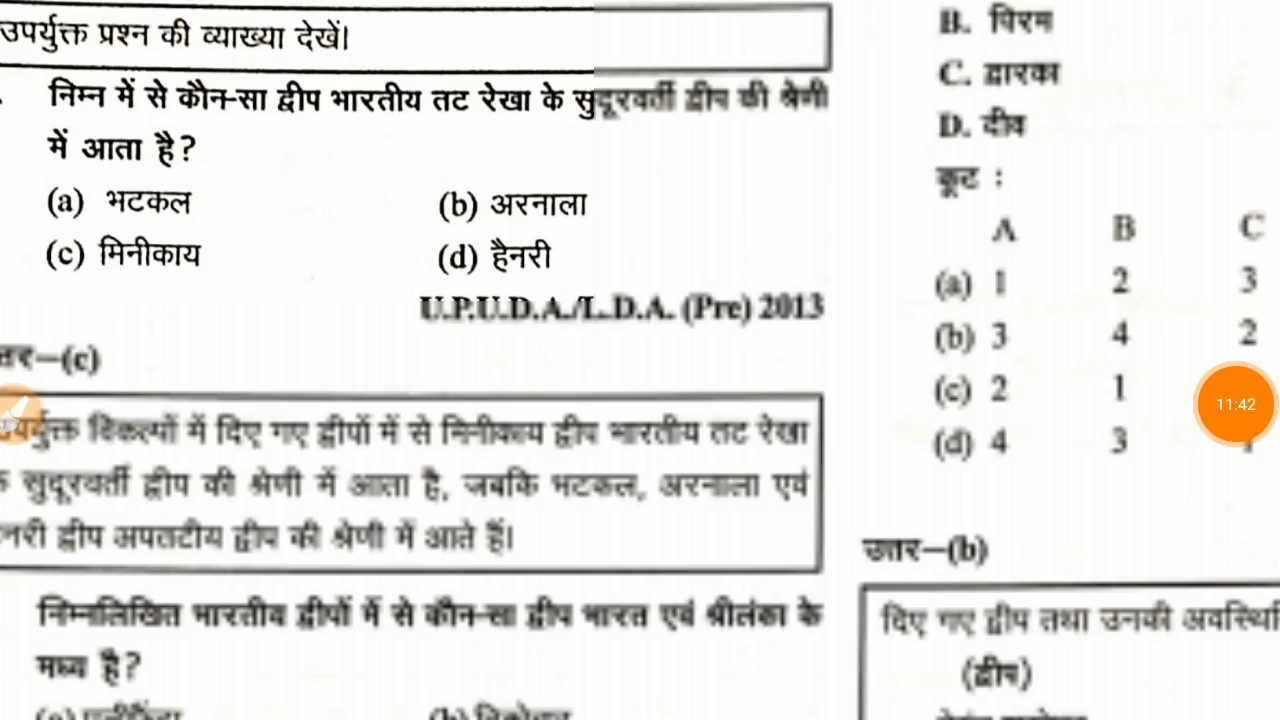 उपर्युक्त प्रश्न की व्याख्या देखें।
निम्न में से कौन-सा द्वीप भारतीय तट रेखा के सुदूरवर्ती द्वीप की श्रेणी
में आता है?
(a) भटकल (b) अरनाला
(c) मिनीकाय (d) हैनरी
U.P.U.D.A./L.D.A. (Pre) 2013
त्तर—(c)
उपर्युक्त विकल्पों में दिए गए द्वीपों में से मिनीकाय द्वीप भारतीय तट रेखा
के सुदूरवर्ती द्वीप की श्रेणी में आता है, जबकि भटकल, अरनाला एवं
नरी द्वीप अपतटीय द्वीप की श्रेणी में आते हैं।
निम्नलिखित भारतीय द्वीपों में से कौन-सा द्वीप भारत एवं श्रीलंका के
मध्य है?
B. पिरम
C. द्वारका
D. दीव
कूट :
A B C
(a) 1 2 3
(b) 3 4 2
(c) 2 1
(d) 4 3
11:42
उत्तर—(b)
दिए गए द्वीप तथा उनकी अवस्थि
(द्वीप)